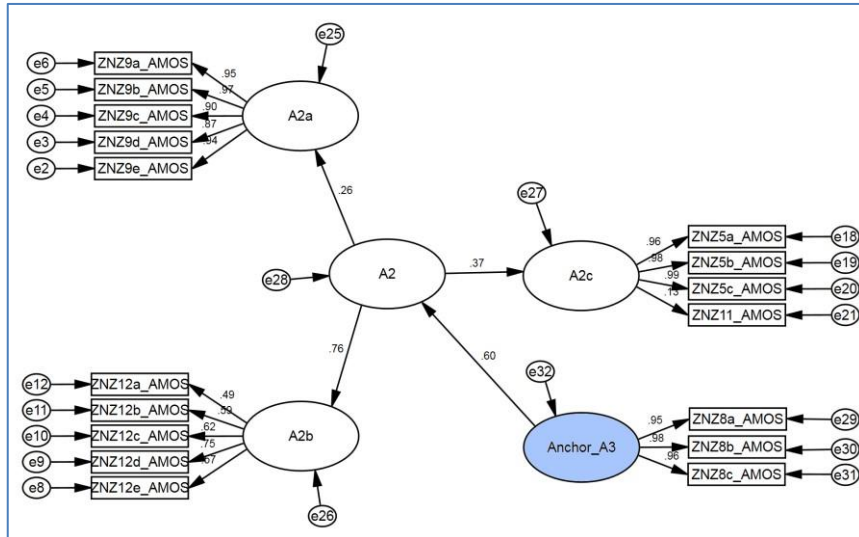 e25
e6 ZNZ9a_AMOS .95
e5 ZNZ9b_AMOS .97
e4 ZNZ9c_AMOS .90
e3 ZNZ9d_AMOS .87
e2 ZNZ9e_AMOS .94
A2a
.26
e27
ZNZ5a_AMOS e18
.96
ZNZ5b_AMOS e19
.98
ZNZ5c_AMOS e20
.99
ZNZ11_AMOS e21
.13
A2c
e28 A2 .37
.76
.60
e32
e12 ZNZ12a_AMOS .49
e11 ZNZ12b_AMOS .59
e10 ZNZ12c_AMOS .62
e9 ZNZ12d_AMOS .75
e8 ZNZ12e_AMOS
A2b
e26
Anchor_A3
.95 ZNZ8a_AMOS e29
.98 ZNZ8b_AMOS e30
.96 ZNZ8c_AMOS e31